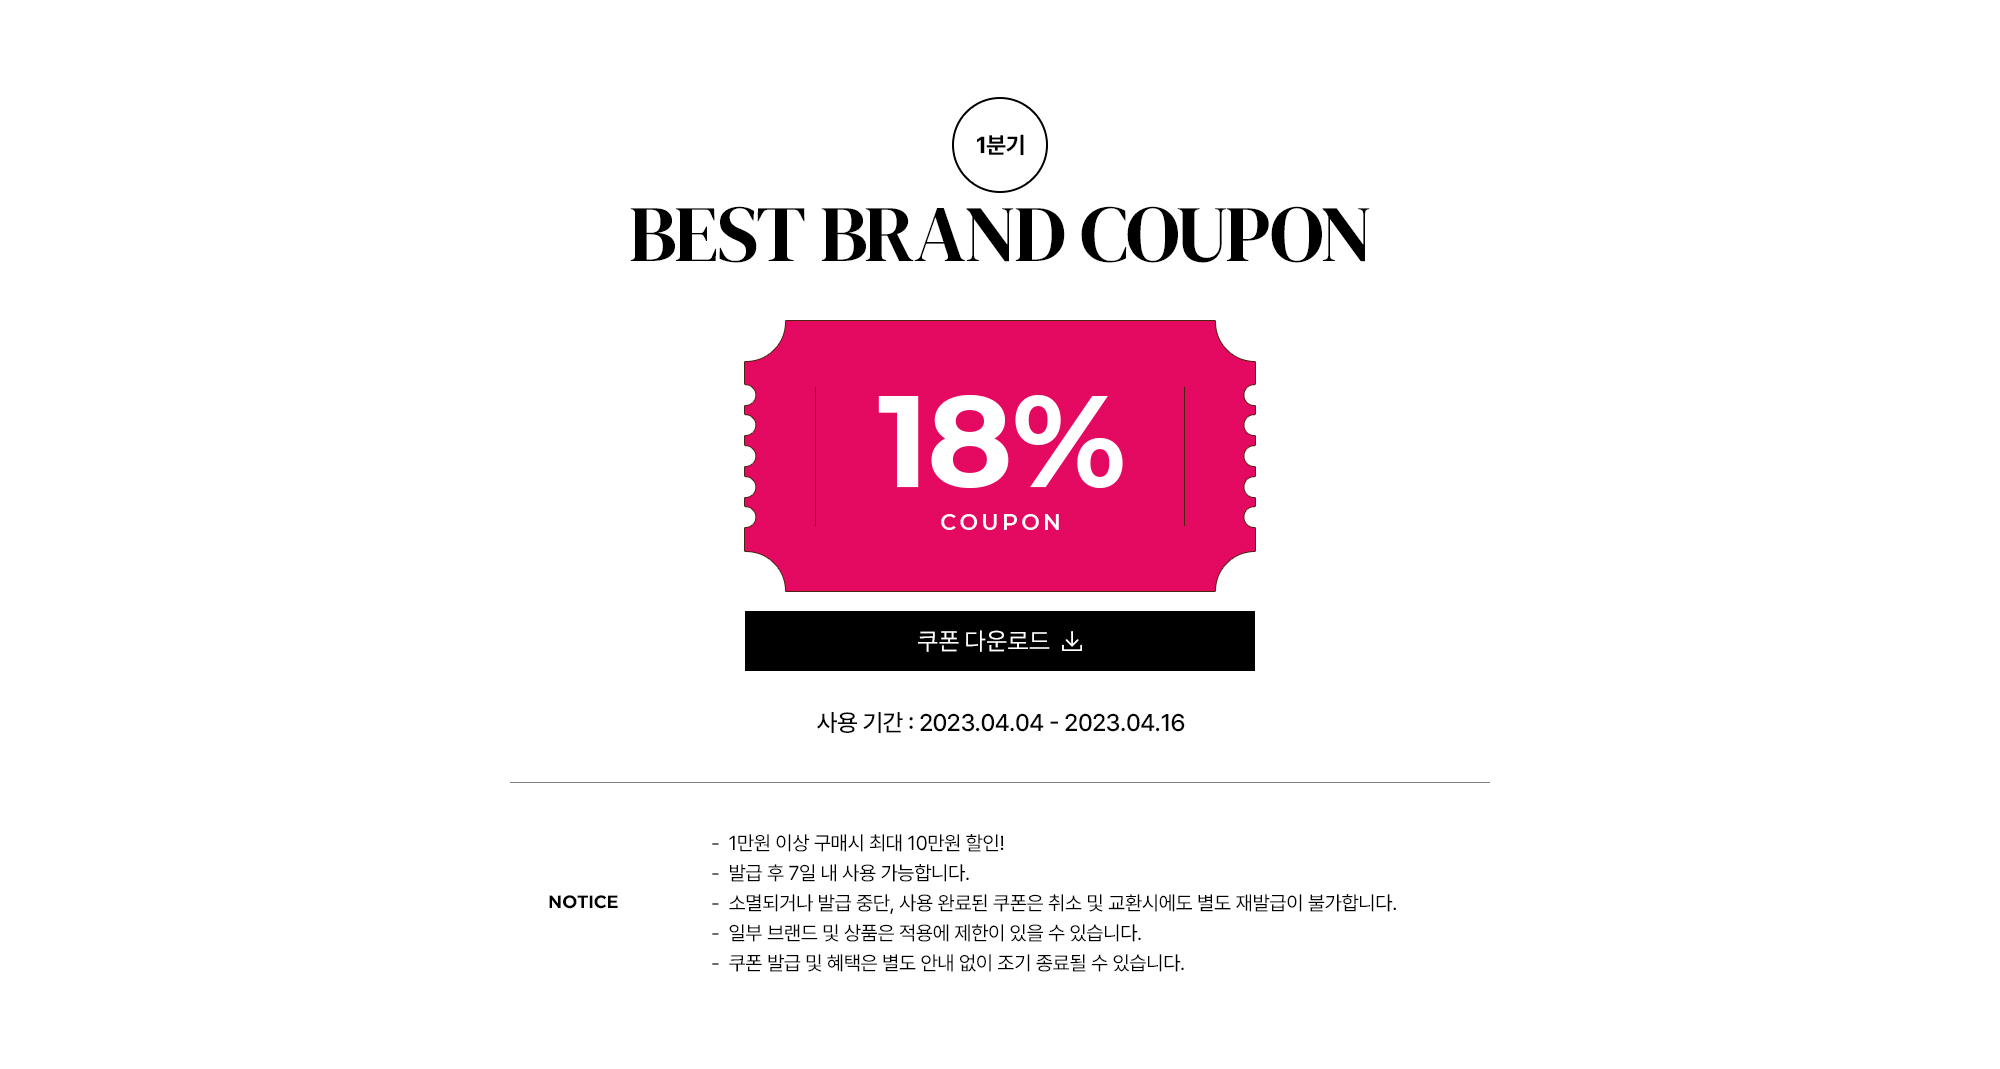 1분기
BEST BRAND COUPON
18%
COUPON
쿠폰 다운로드
사용 기간 : 2023.04.04 - 2023.04.16
NOTICE
- 1만원 이상 구매시 최대 10만원 할인!
- 발급 후 7일 내 사용 가능합니다.
- 소멸되거나 발급 중단, 사용 완료된 쿠폰은 취소 및 교환시에도 별도 재발급이 불가합니다.
- 일부 브랜드 및 상품은 적용에 제한이 있을 수 있습니다.
- 쿠폰 발급 및 혜택은 별도 안내 없이 조기 종료될 수 있습니다.